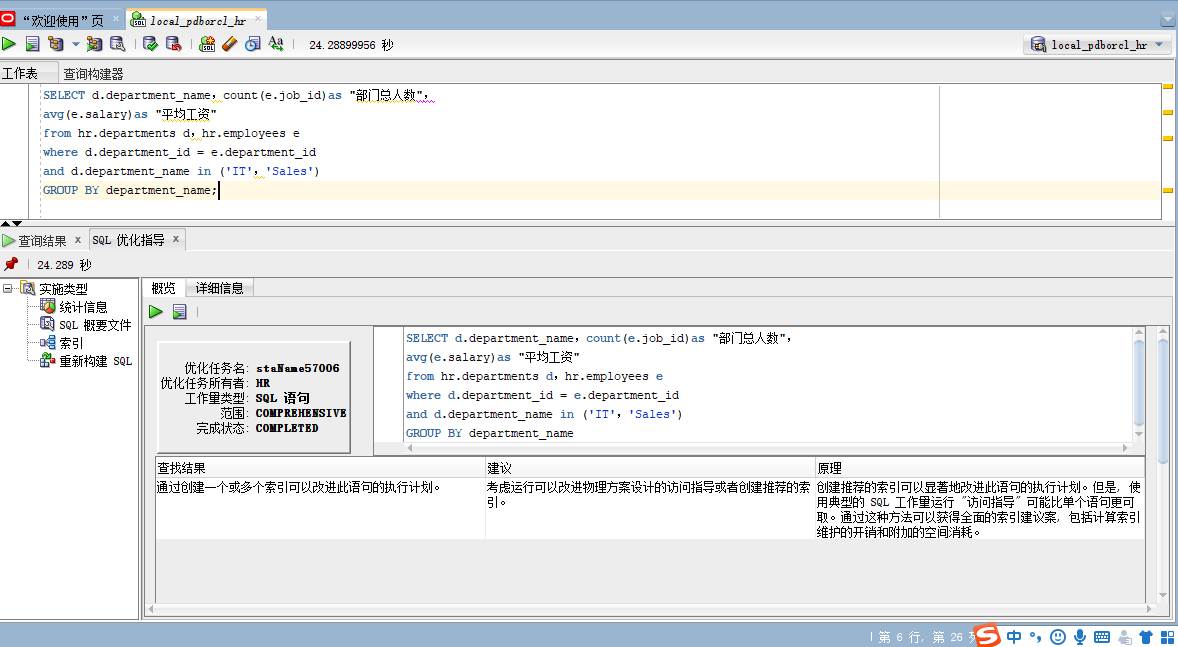 “欢迎使用”页
local_pdborcl_hr
24.28899956 秒
local_pdborcl_hr
工作表
查询构建器
SELECT d.department_name，count(e.job_id)as "部门总人数"，
avg(e.salary)as "平均工资"
from hr.departments d，hr.employees e
where d.department_id = e.department_id
and d.department_name in ('IT'，'Sales')
GROUP BY department_name;
查询结果 x
SQL 优化指导 x
24.289 秒
实施类型
统计信息
SQL 概要文件
索引
重新构建 SQL
概览
详细信息
优化任务名: staName57006
优化任务所有者: HR
工作量类型: SQL 语句
范围: COMPREHENSIVE
完成状态: COMPLETED
SELECT d.department_name，count(e.job_id)as "部门总人数"，
avg(e.salary)as "平均工资"
from hr.departments d，hr.employees e
where d.department_id = e.department_id
and d.department_name in ('IT'，'Sales')
GROUP BY department_name
查找结果
建议
原理
通过创建一个或多个索引可以改进此语句的执行计划。
考虑运行可以改进物理方案设计的访问指导或者创建推荐的索
引。
创建推荐的索引可以显著地改进此语句的执行计划。但是, 使
用典型的 SQL 工作量运行 "访问指导" 可能比单个语句更可
取。通过这种方法可以获得全面的索引建议案, 包括计算索引
维护的开销和附加的空间消耗。
第 6 行, 第 26 列
中